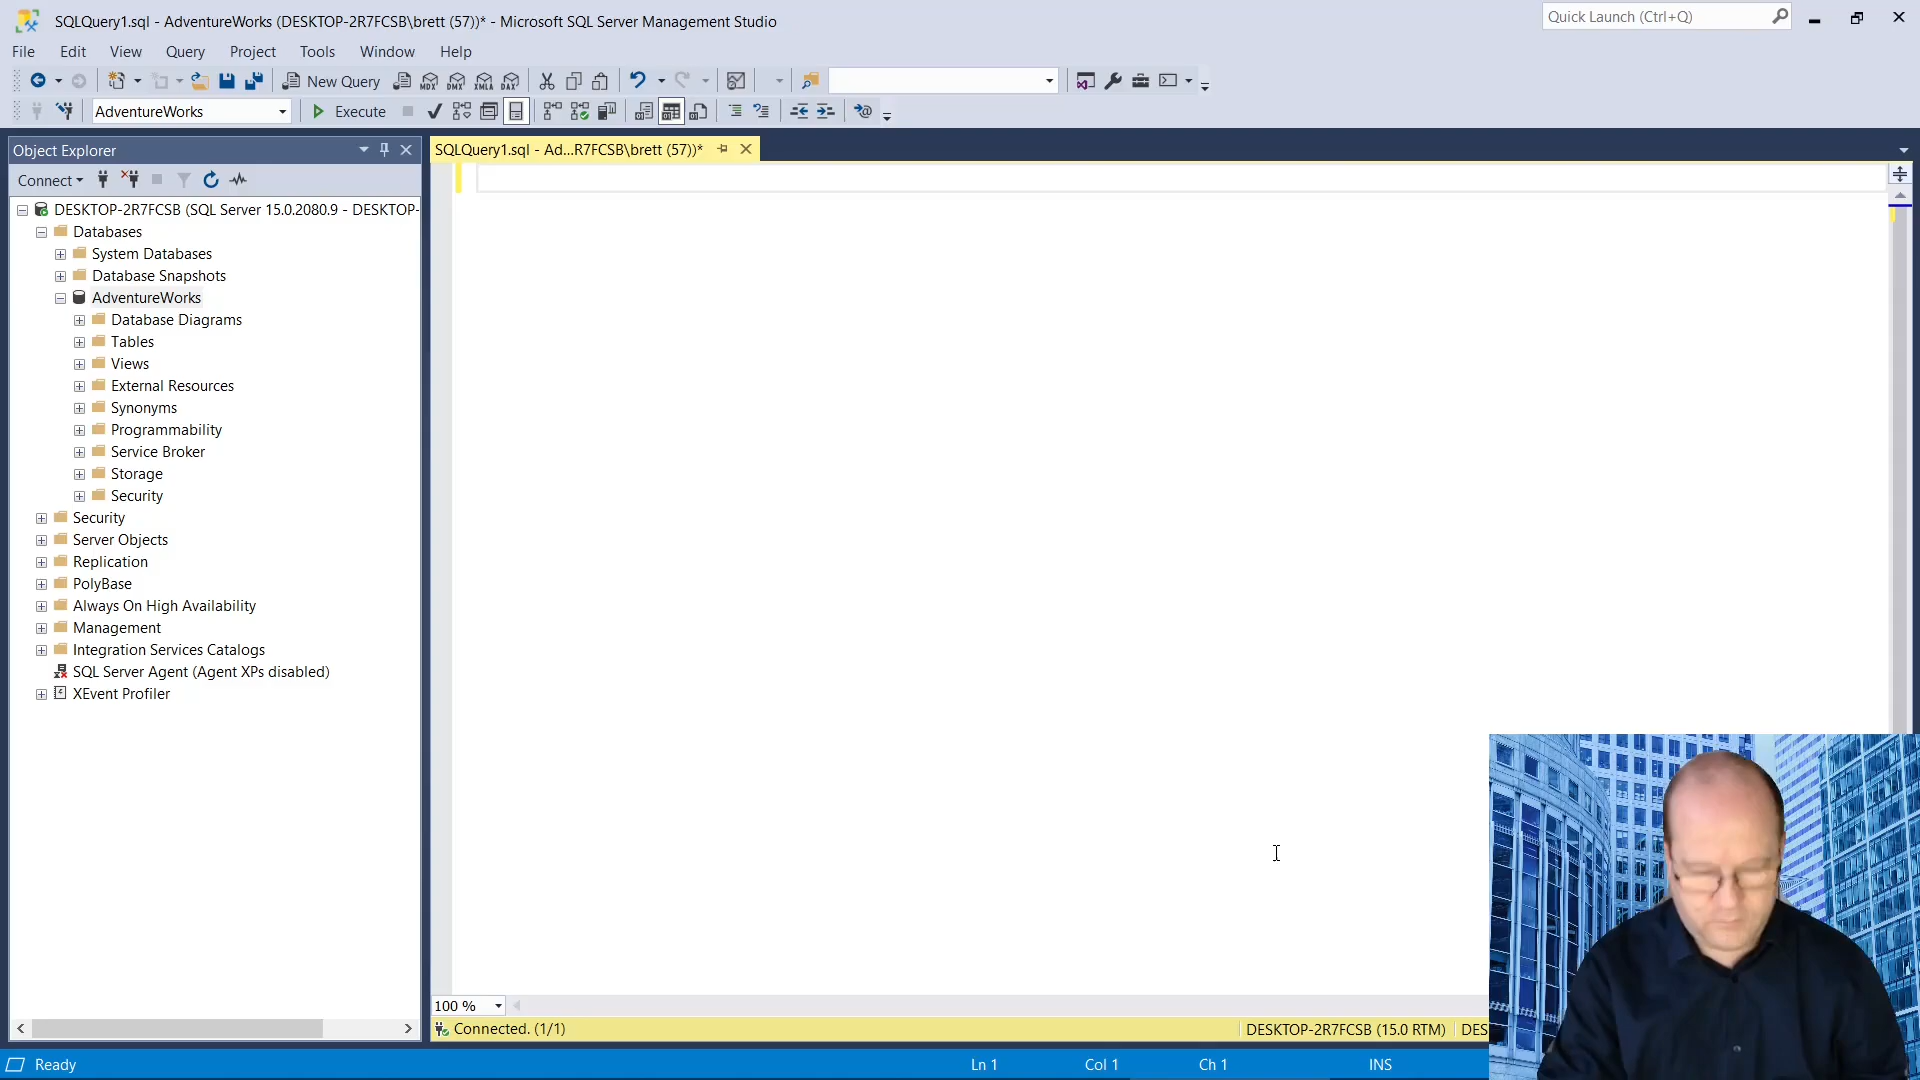 SQLQuery1.sql - AdventureWorks (DESKTOP-2R7FCSB\brett (57))* - Microsoft SQL Server Management Studio
Quick Launch (Ctrl+Q)
File Edit View Query Project Tools Window Help
New Query MDX DMX XMLA DAX
AdventureWorks Execute
Object Explorer
SQLQuery1.sql - Ad...R7FCSB\brett (57))*
Connect
DESKTOP-2R7FCSB (SQL Server 15.0.2080.9 - DESKTOP-
Databases
System Databases
Database Snapshots
AdventureWorks
Database Diagrams
Tables
Views
External Resources
Synonyms
Programmability
Service Broker
Storage
Security
Security
Server Objects
Replication
PolyBase
Always On High Availability
Management
Integration Services Catalogs
SQL Server Agent (Agent XPs disabled)
XEvent Profiler
100 %
Connected. (1/1) DESKTOP-2R7FCSB (15.0 RTM) DES
Ready Ln 1 Col 1 Ch 1 INS